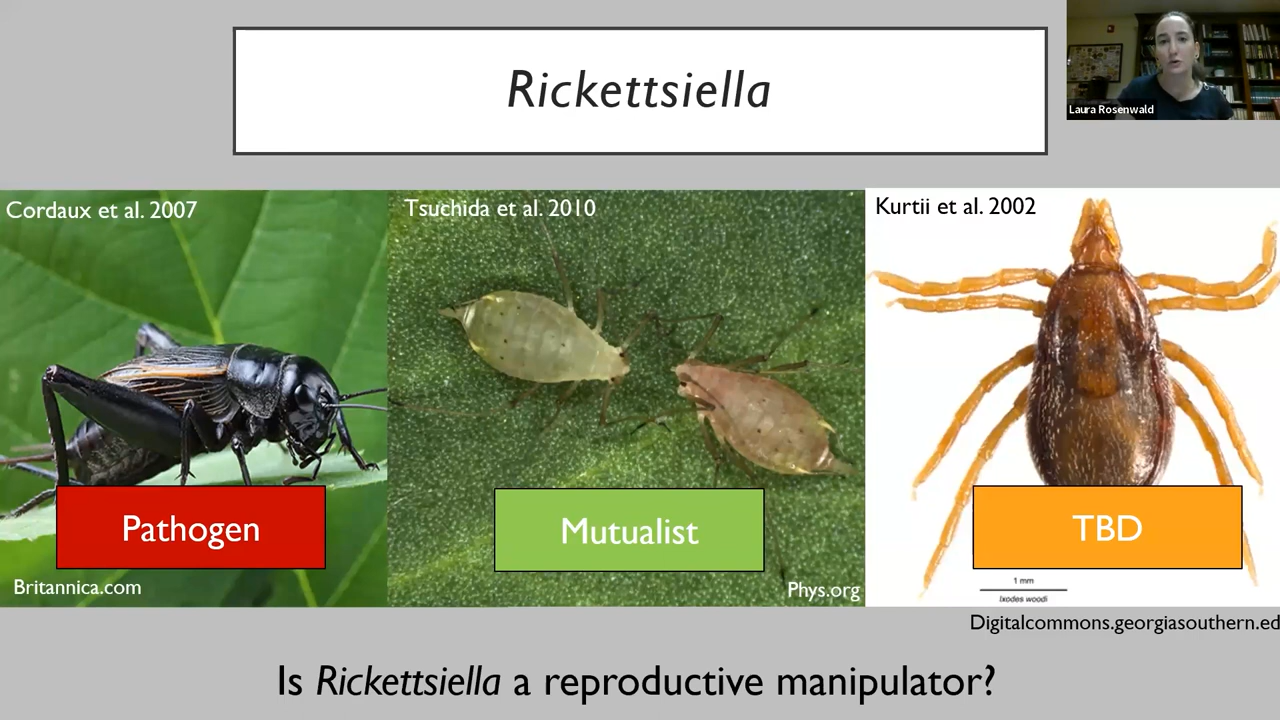 Rickettsiella
Laura Rosenwald
Cordaux et al. 2007
Tsuchida et al. 2010
Kurtii et al. 2002
Pathogen
Mutualist
TBD
Britannica.com
Phys.org
1 mm
Ixodes woodi
Digitalcommons.georgiasouthern.ed
Is Rickettsiella a reproductive manipulator?